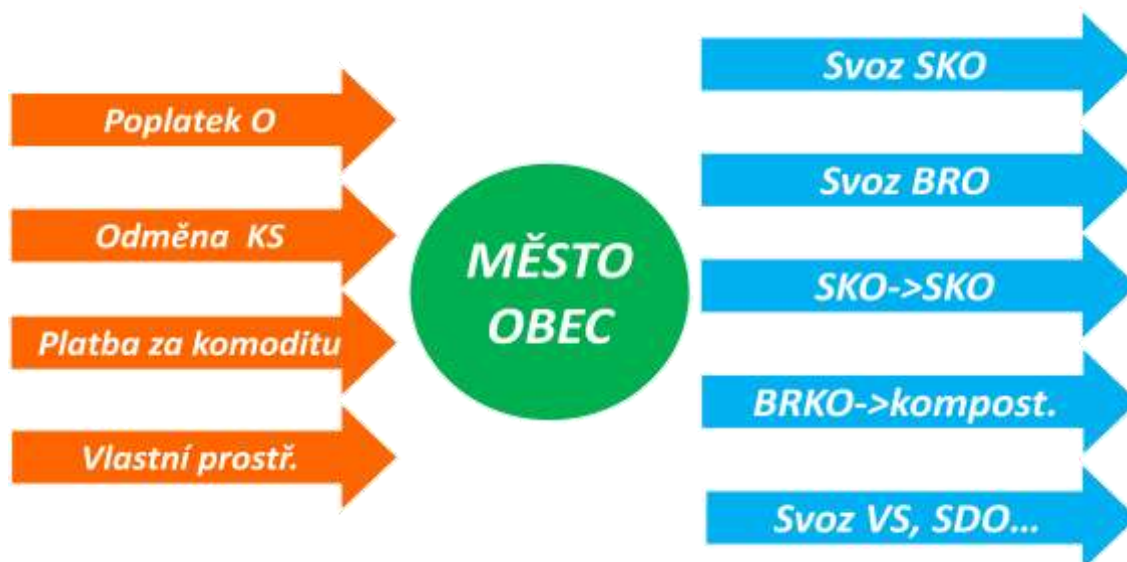 Poplatek O
Odměna KS
Platba za komoditu
Vlastní prostř.
MĚSTO
OBEC
Svoz SKO
Svoz BRO
SKO->SKO
BRKO->kompost.
Svoz VS, SDO...